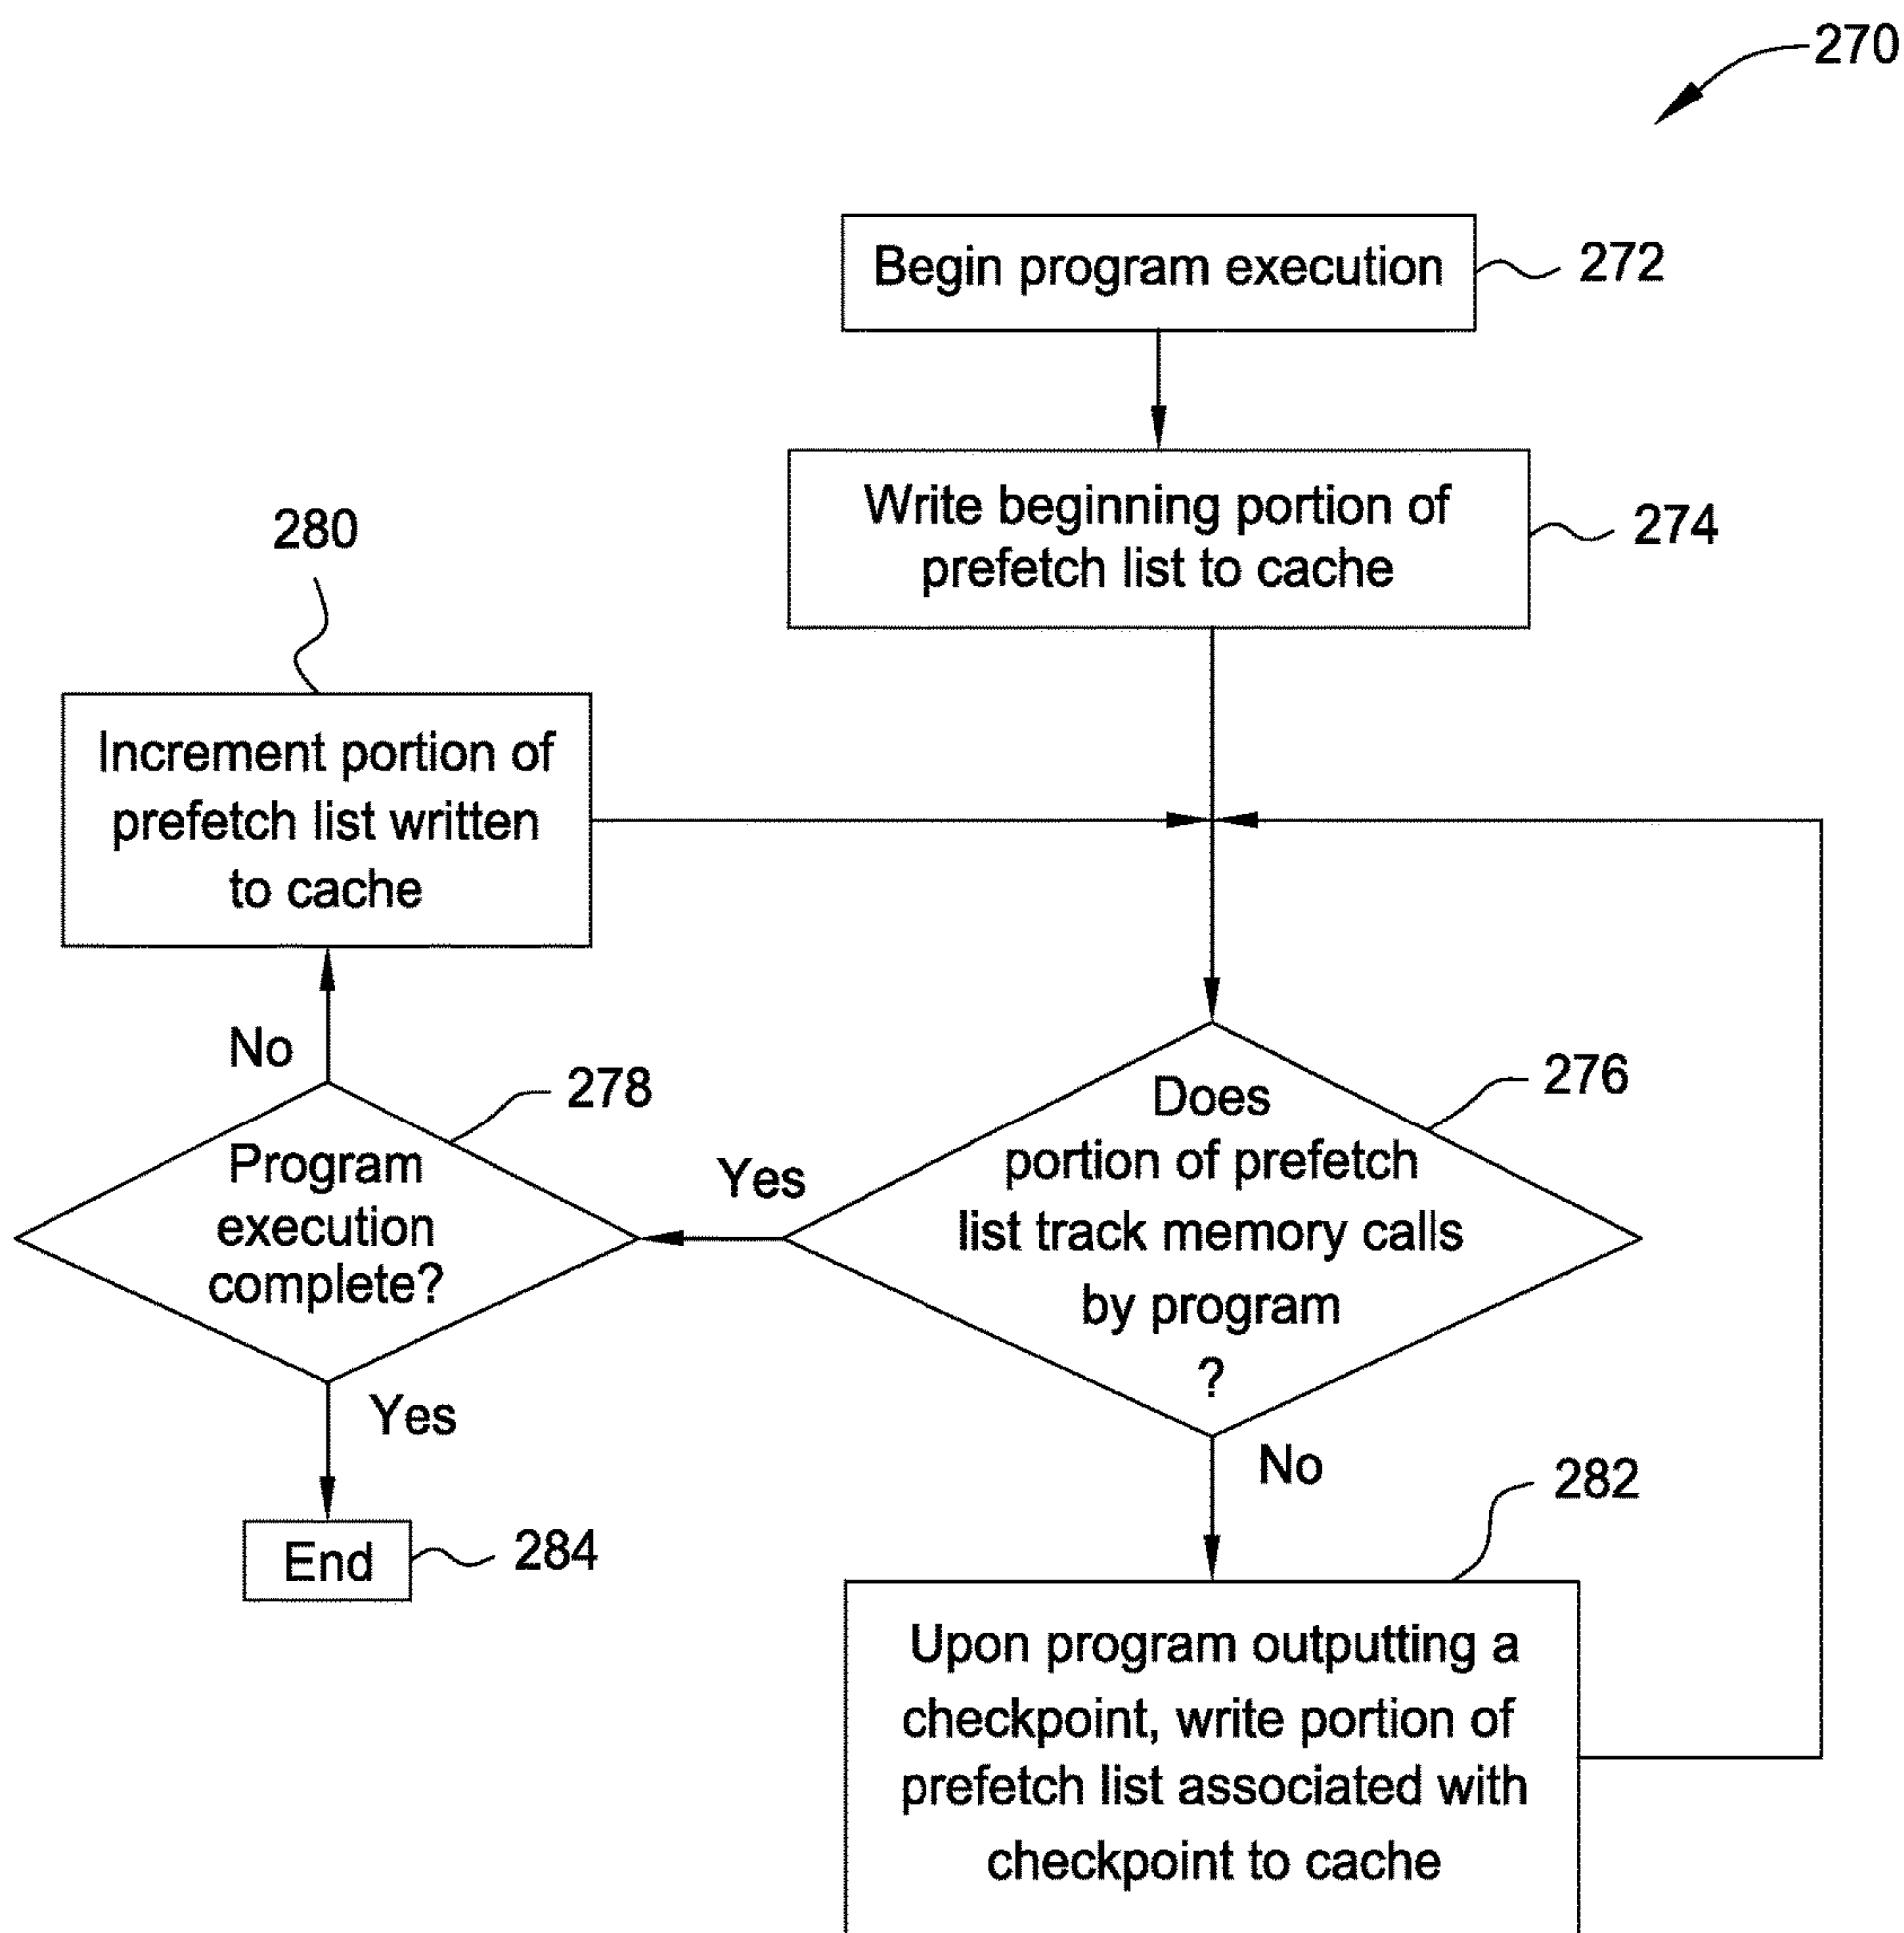 270
Begin program execution
272
Write beginning portion of
prefetch list to cache
274
280
Increment portion of
prefetch list written
to cache
No
278
Program
execution
complete?
Yes
276
Does
portion of prefetch
list track memory calls
by program
?
Yes
No
End
284
282
Upon program outputting a
checkpoint, write portion of
prefetch list associated with
checkpoint to cache